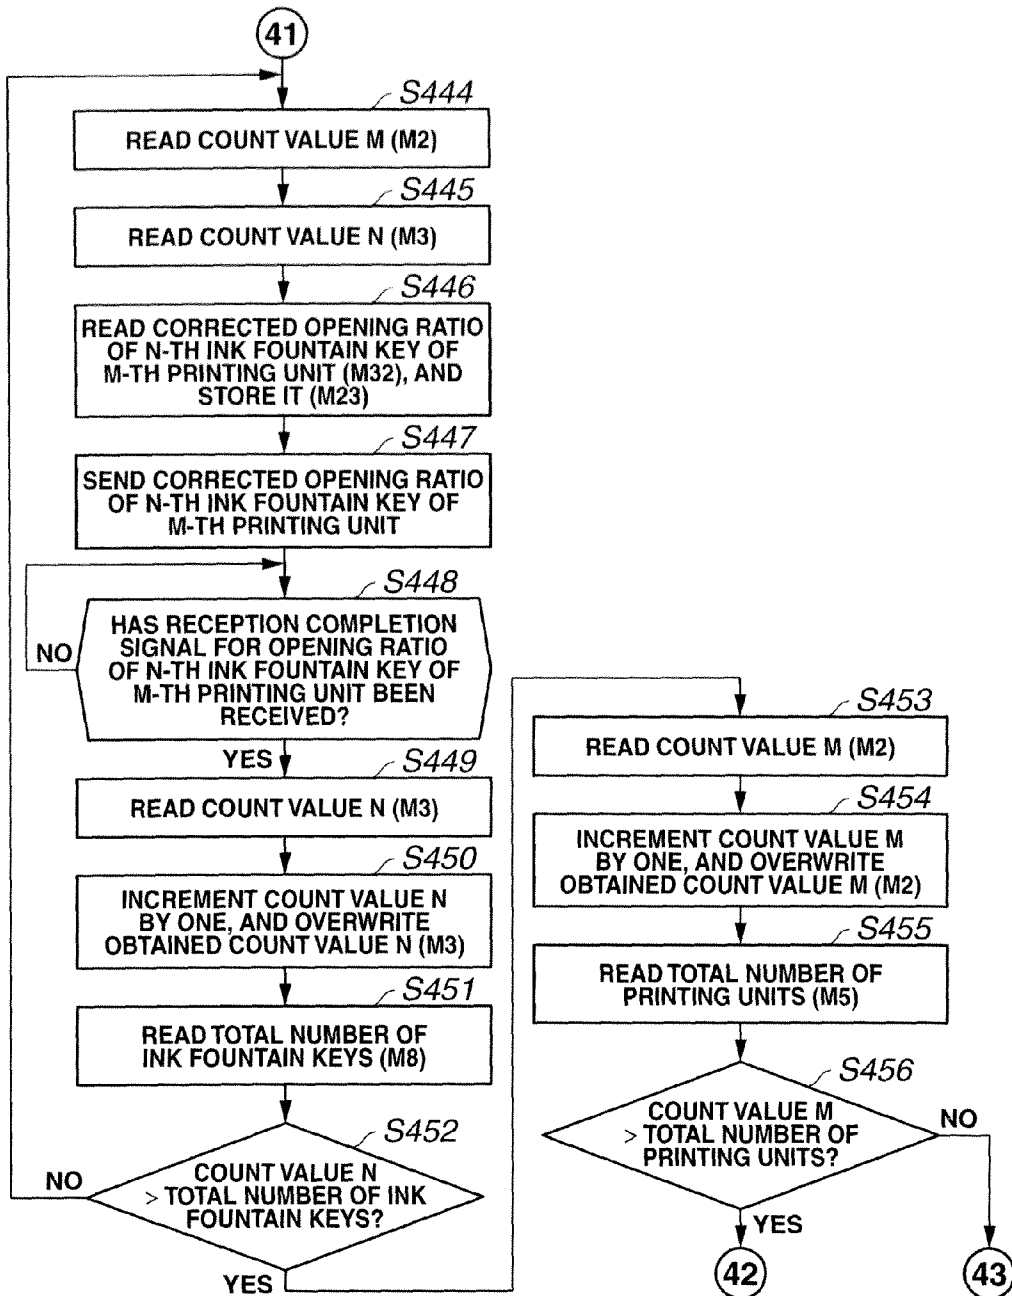 41
S444
READ COUNT VALUE M (M2)
S445
READ COUNT VALUE N (M3)
S446
READ CORRECTED OPENING RATIO
OF N-TH INK FOUNTAIN KEY OF
M-TH PRINTING UNIT (M32), AND
STORE IT (M23)
S447
SEND CORRECTED OPENING RATIO
OF N-TH INK FOUNTAIN KEY OF
M-TH PRINTING UNIT
S448
HAS RECEPTION COMPLETION
SIGNAL FOR OPENING RATIO
OF N-TH INK FOUNTAIN KEY OF
M-TH PRINTING UNIT BEEN
RECEIVED?
NO
YES
S449
READ COUNT VALUE N (M3)
S450
INCREMENT COUNT VALUE N
BY ONE, AND OVERWRITE
OBTAINED COUNT VALUE N (M3)
S451
READ TOTAL NUMBER OF
INK FOUNTAIN KEYS (M8)
S452
COUNT VALUE N
> TOTAL NUMBER OF INK
FOUNTAIN KEYS?
NO
YES
S453
READ COUNT VALUE M (M2)
S454
INCREMENT COUNT VALUE M
BY ONE, AND OVERWRITE
OBTAINED COUNT VALUE M (M2)
S455
READ TOTAL NUMBER OF
PRINTING UNITS (M5)
S456
COUNT VALUE M
> TOTAL NUMBER OF
PRINTING UNITS?
NO
YES
42
43